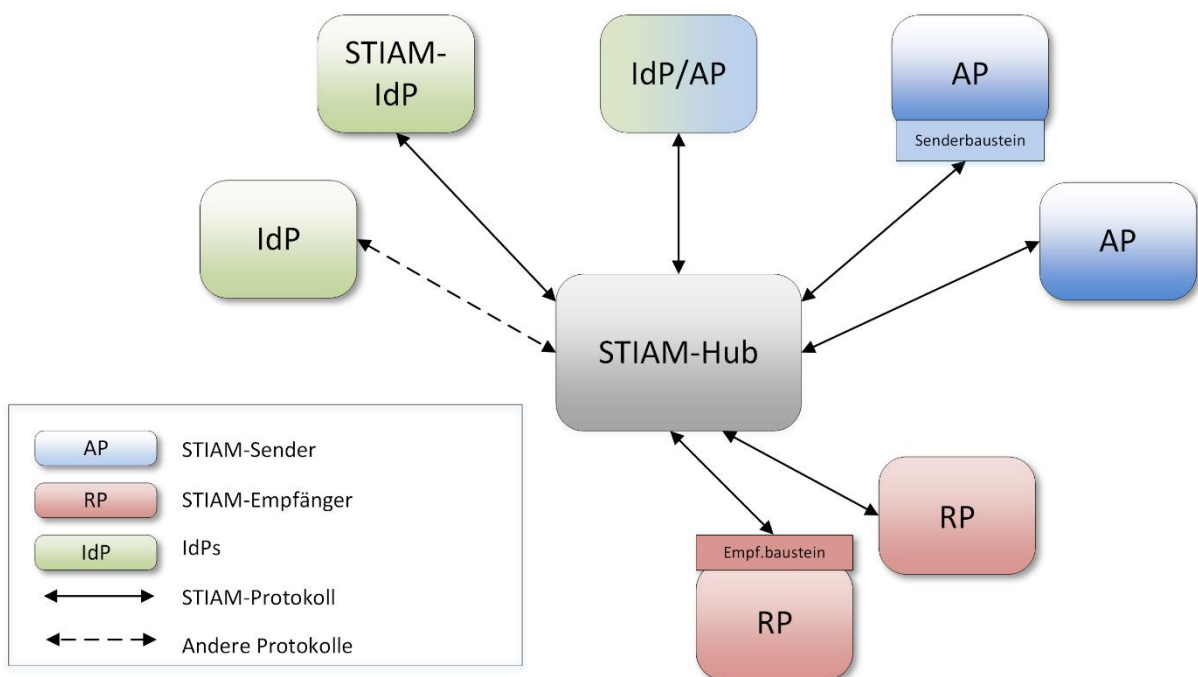 STIAM-
IdP
IdP/AP
AP
Senderbaustein
IdP
AP
STIAM-Hub
AP STIAM-Sender
RP STIAM-Empfänger
IdP IdPs
STIAM-Protokoll
Andere Protokolle
RP
Empf.baustein
RP